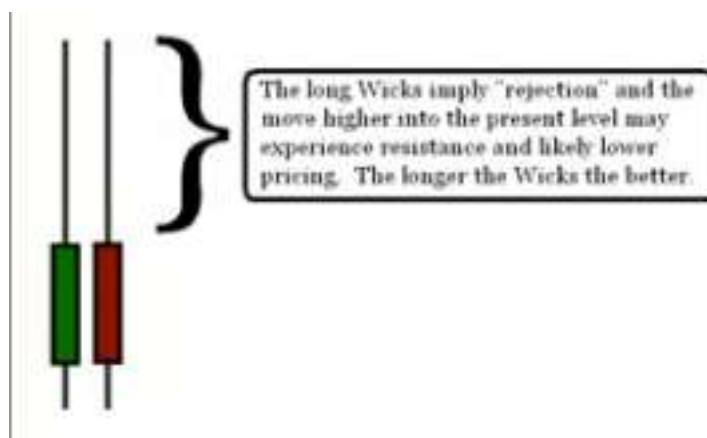 The long Wicks imply "rejection" and the
move higher into the present level may
experience resistance and likely lower
pricing. The longer the Wicks the better.